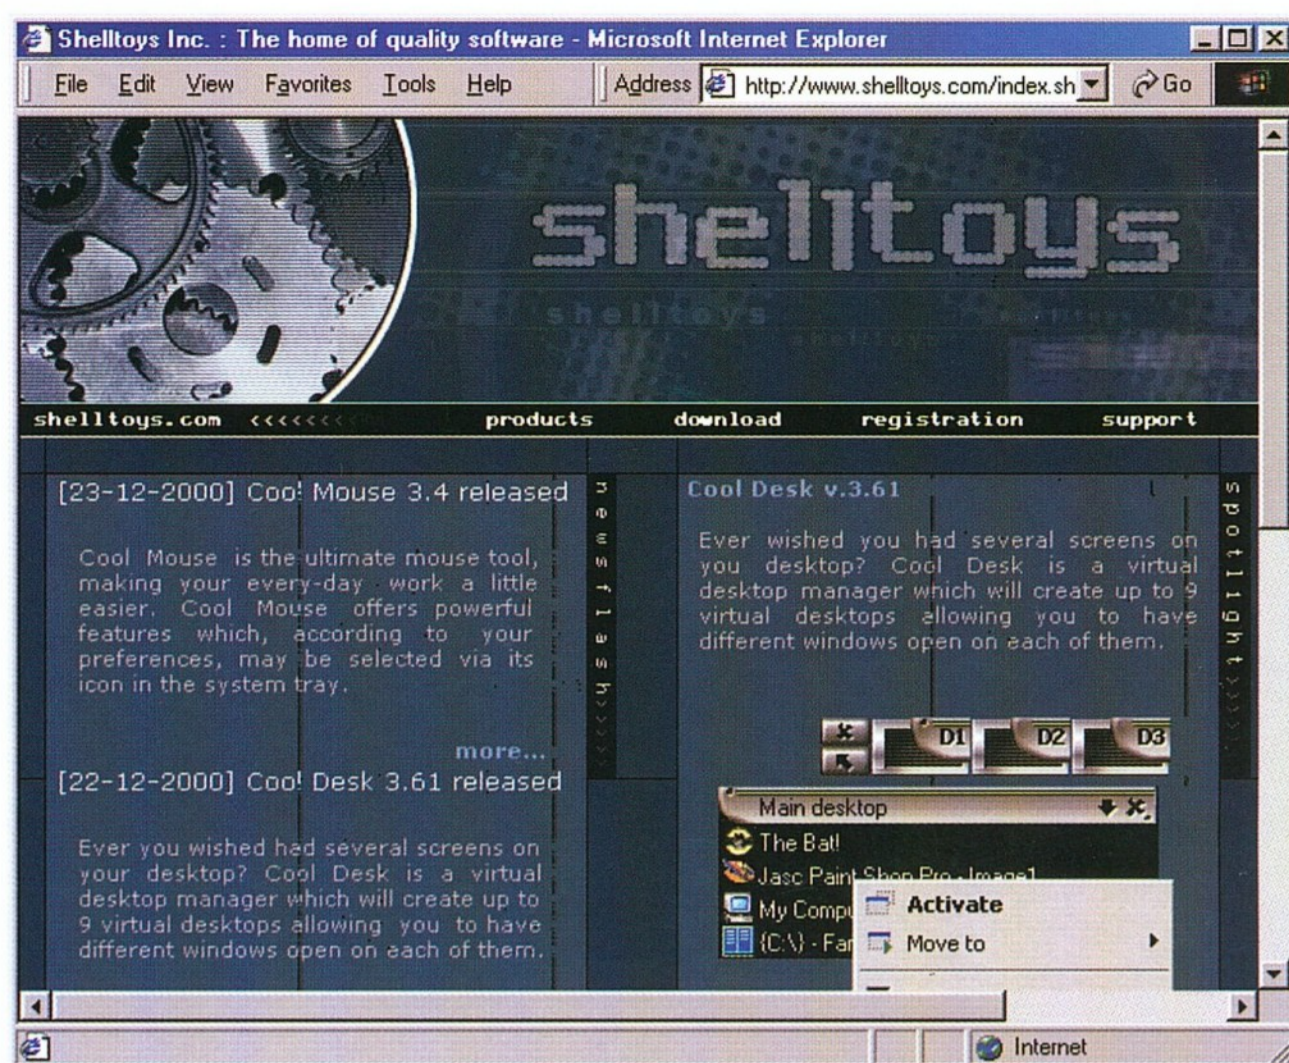 Shelltoys Inc. : The home of quality software - Microsoft Internet Explorer
File Edit View Favorites Tools Help Address http://www.shelltoys.com/index.sh Go
shelltoys
shelltoys
shelltoys
shelltoys.com <<<<<<<< products download registration support
[23-12-2000] Cool Mouse 3.4 released
Cool Mouse is the ultimate mouse tool,
making your every-day work a little
easier. Cool Mouse offers powerful
features which, according to your
preferences, may be selected via its
icon in the system tray.
more...
[22-12-2000] Cool Desk 3.61 released
Ever you wished had several screens on
your desktop? Cool Desk is a virtual
desktop manager which will create up to
9 virtual desktops allowing you to have
different windows open on each of them.
newsflash>>>>>
Cool Desk v.3.61
Ever wished you had several screens on
you desktop? Cool Desk is a virtual
desktop manager which will create up to 9
virtual desktops allowing you to have
different windows open on each of them.
spotlight>>>>>
D1 D2 D3
Main desktop
The Bat!
Jasc Paint Shop Pro - Image1
My Compu
{C:\} - Far
Activate
Move to
Internet